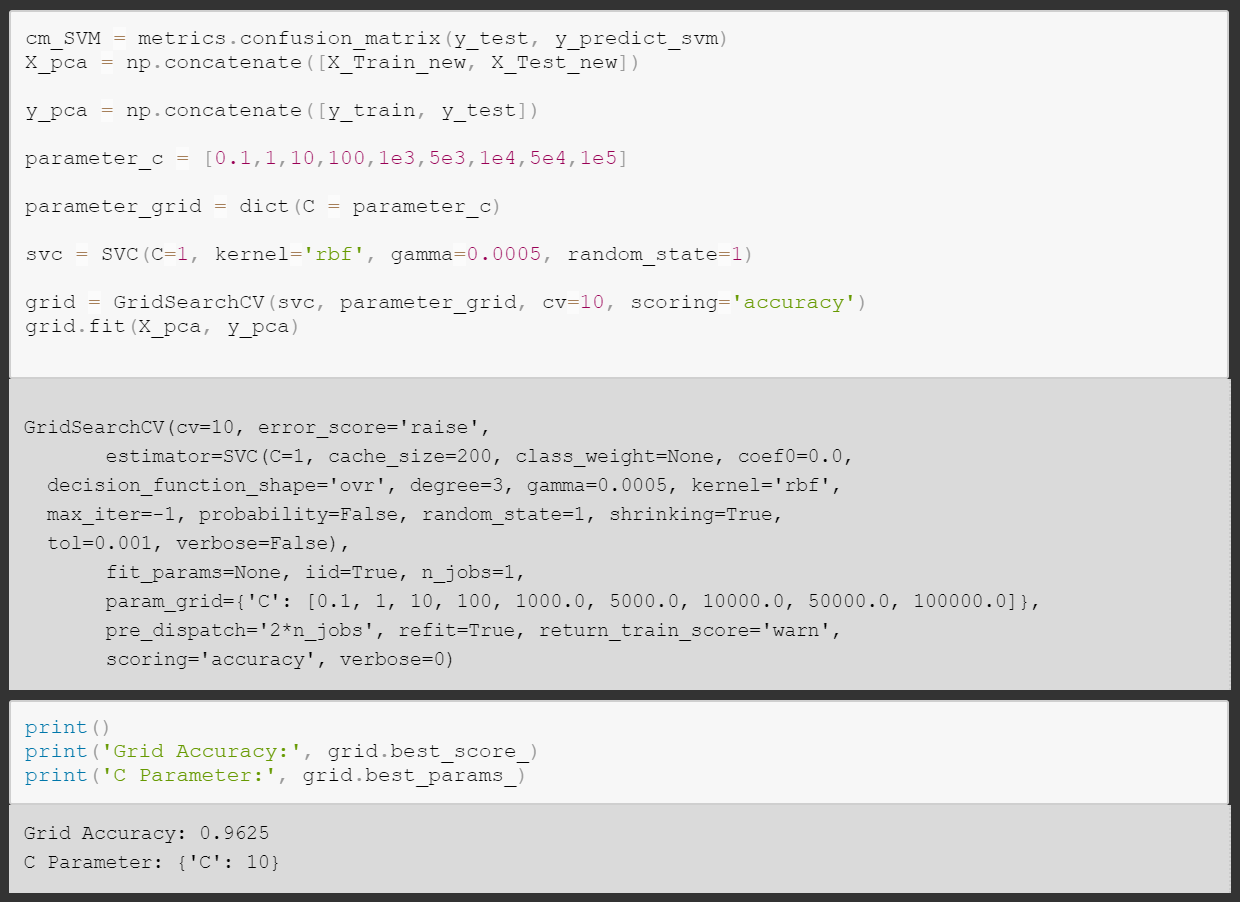 cm_SVM = metrics.confusion_matrix(y_test, y_predict_svm)
X_pca = np.concatenate([X_Train_new, X_Test_new])
y_pca = np.concatenate([y_train, y_test])
parameter_c = [0.1,1,10,100,1e3,5e3,1e4,5e4,1e5]
parameter_grid = dict(C = parameter_c)
svc = SVC(C=1, kernel='rbf', gamma=0.0005, random_state=1)
grid = GridSearchCV(svc, parameter_grid, cv=10, scoring='accuracy')
grid.fit(X_pca, y_pca)
GridSearchCV(cv=10, error_score='raise',
       estimator=SVC(C=1, cache_size=200, class_weight=None, coef0=0.0,
  decision_function_shape='ovr', degree=3, gamma=0.0005, kernel='rbf',
  max_iter=-1, probability=False, random_state=1, shrinking=True,
  tol=0.001, verbose=False),
       fit_params=None, iid=True, n_jobs=1,
       param_grid={'C': [0.1, 1, 10, 100, 1000.0, 5000.0, 10000.0, 50000.0, 100000.0]},
       pre_dispatch='2*n_jobs', refit=True, return_train_score='warn',
       scoring='accuracy', verbose=0)
print()
print('Grid Accuracy:', grid.best_score_)
print('C Parameter:', grid.best_params_)
Grid Accuracy: 0.9625
C Parameter: {'C': 10}